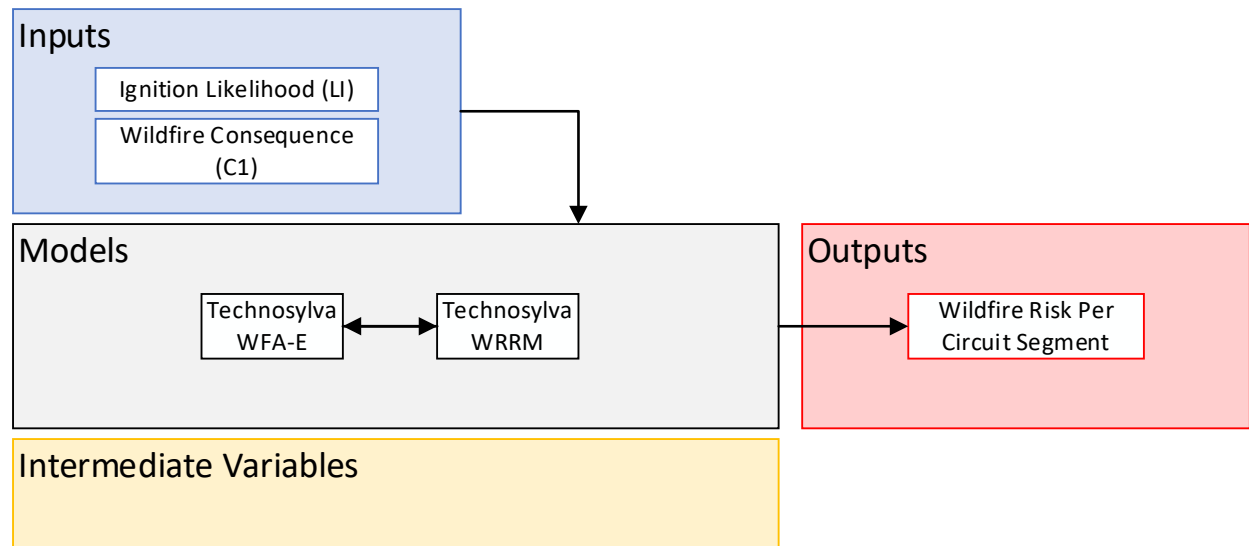 Inputs
Ignition Likelihood (LI)
Wildfire Consequence
(C1)
Models
Technosylva
WFA-E
Technosylva
WRRM
Outputs
Wildfire Risk Per
Circuit Segment
Intermediate Variables